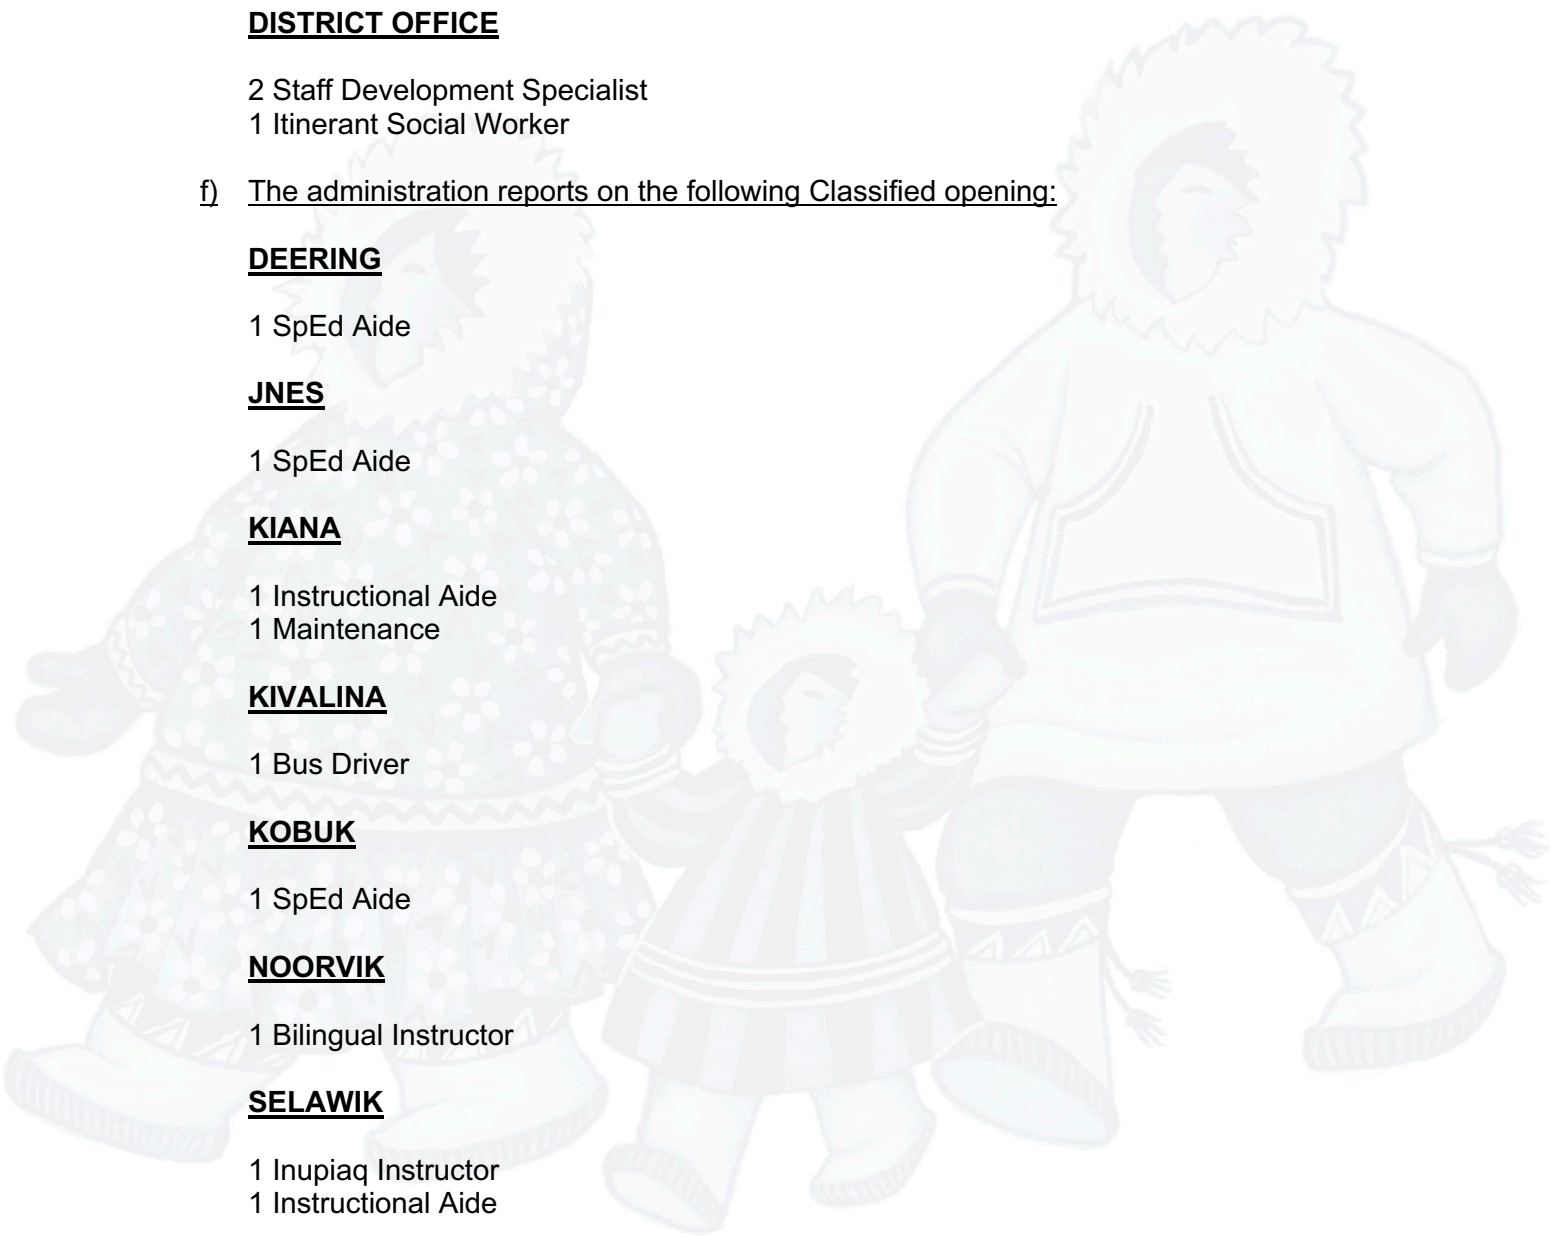 DISTRICT OFFICE
2 Staff Development Specialist
1 Itinerant Social Worker
f) The administration reports on the following Classified opening:
DEERING
1 SpEd Aide
JNES
1 SpEd Aide
KIANA
1 Instructional Aide
1 Maintenance
KIVALINA
1 Bus Driver
KOBUK
1 SpEd Aide
NOORVIK
1 Bilingual Instructor
SELAWIK
1 Inupiaq Instructor
1 Instructional Aide